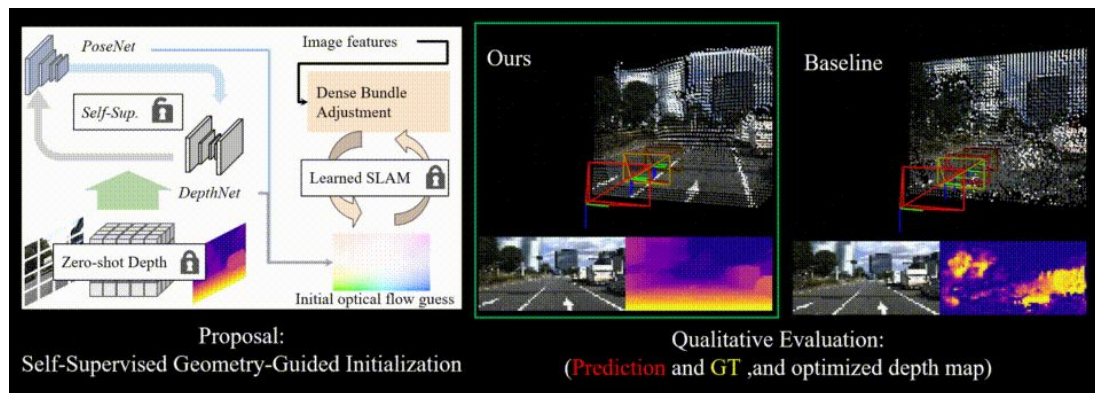 PoseNet
Self-Sup.
DepthNet
Zero-shot Depth
Image features
Dense Bundle
Adjustment
Learned SLAM
Initial optical flow guess
Proposal:
Self-Supervised Geometry-Guided Initialization
Ours
Baseline
Qualitative Evaluation:
(Prediction and GT ,and optimized depth map)